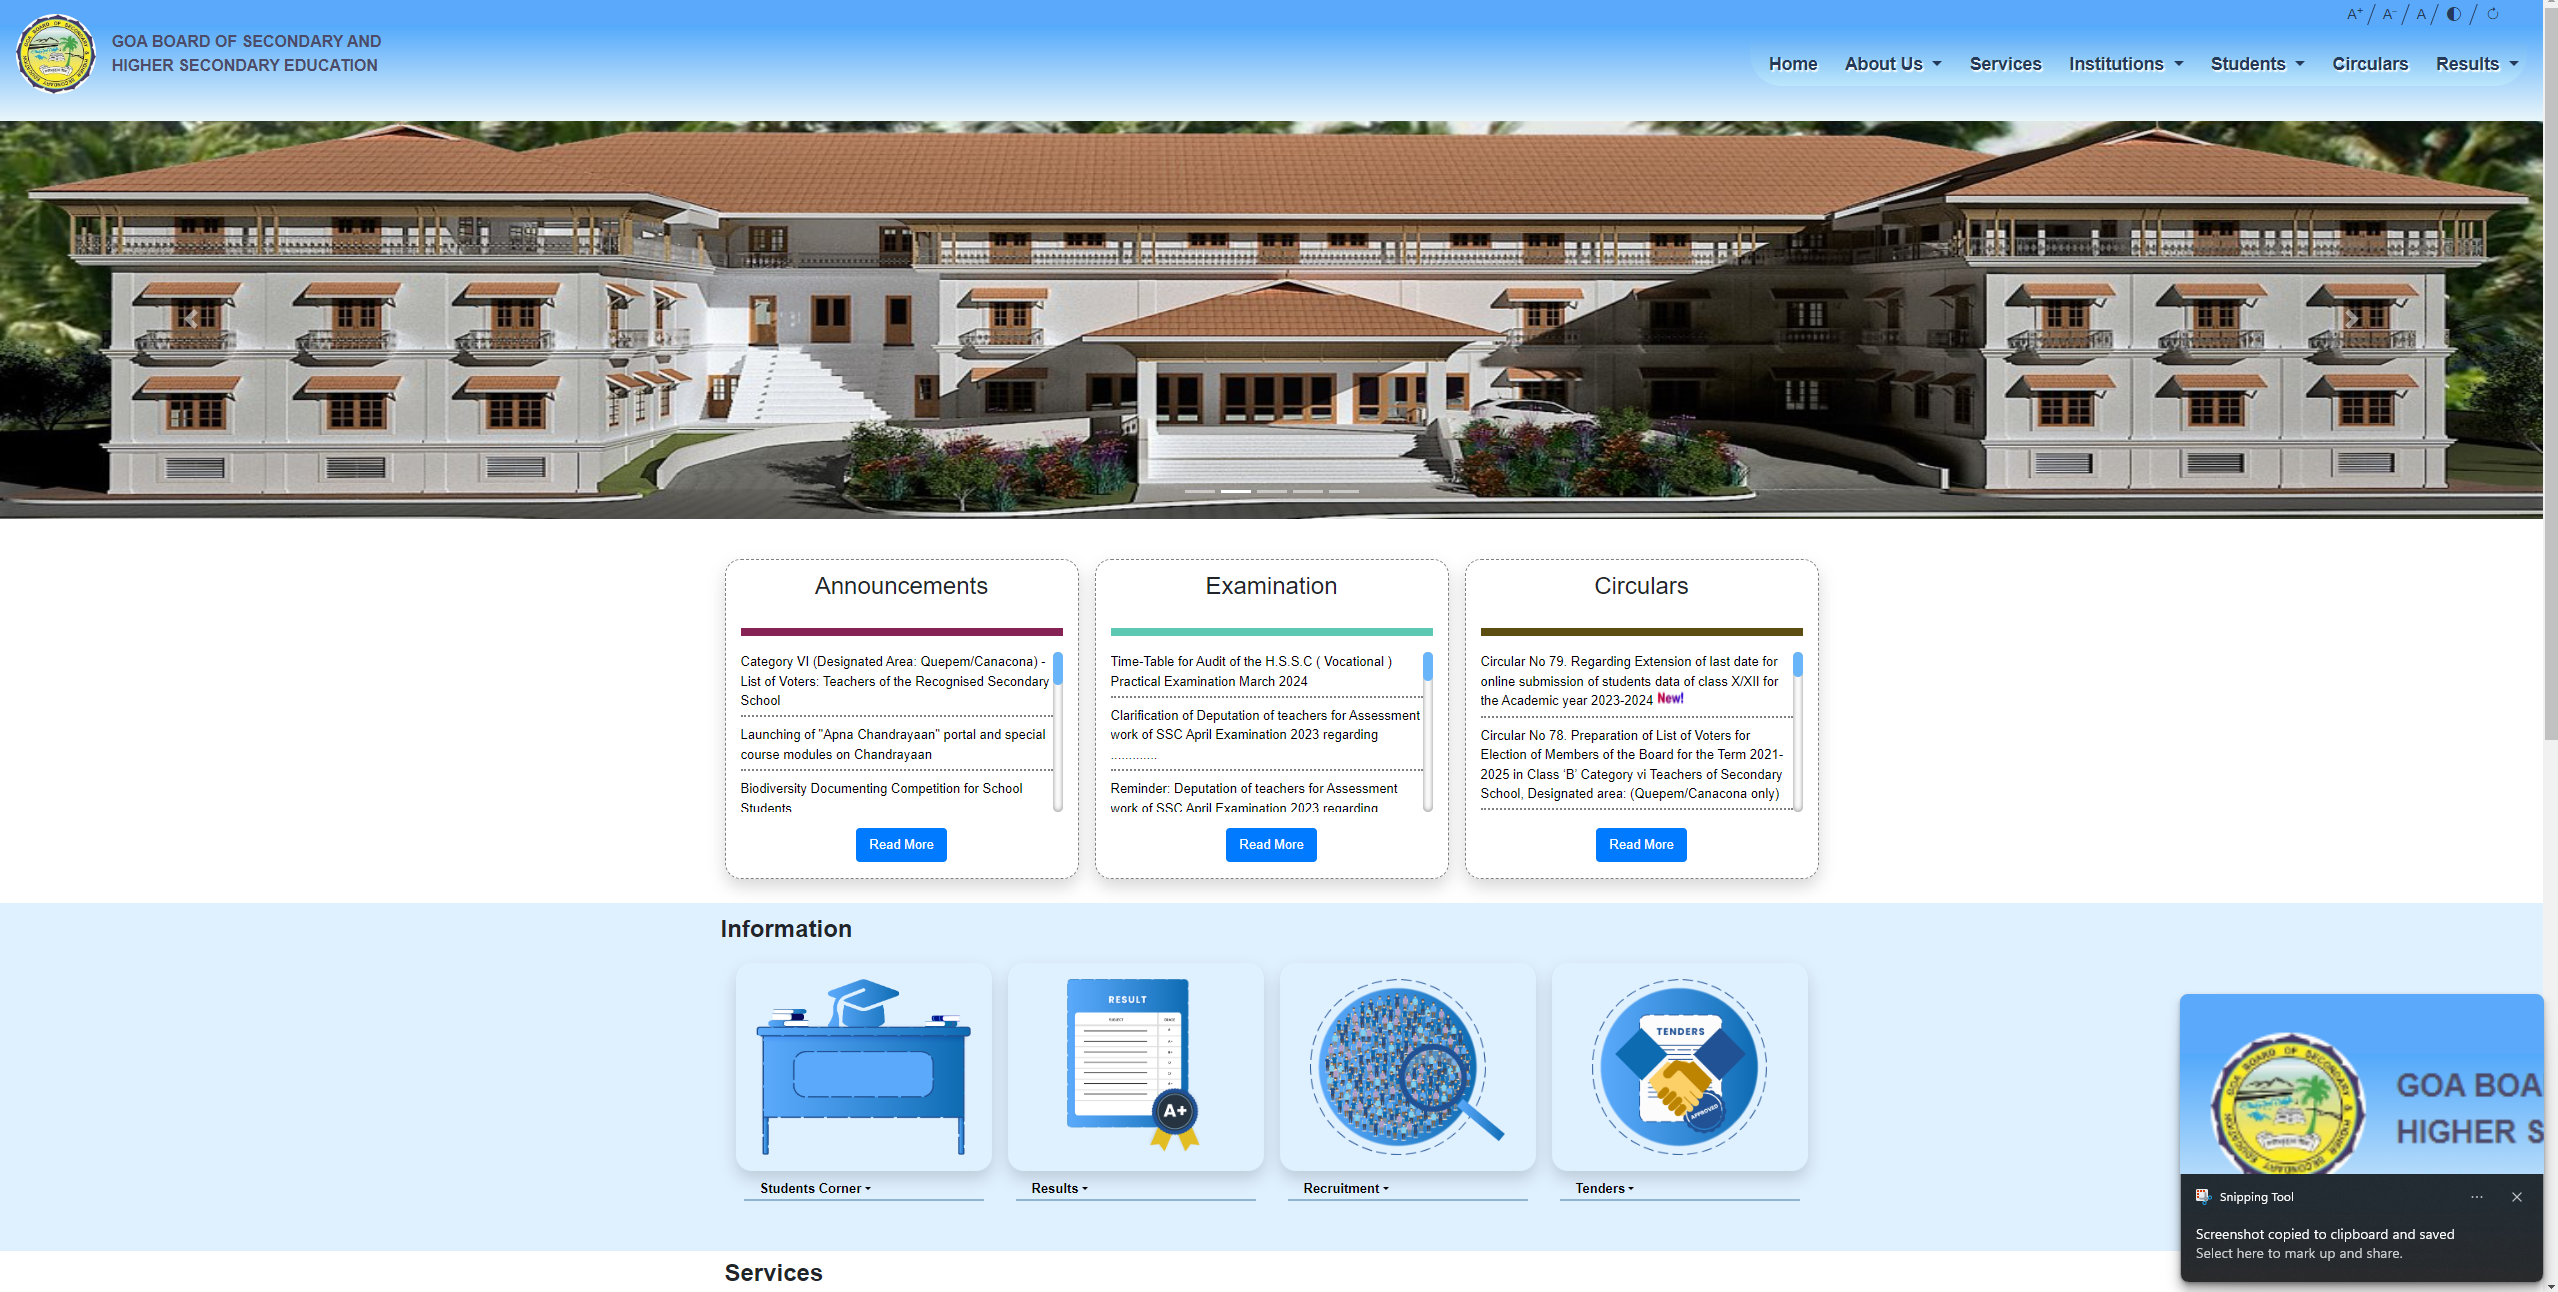 A+ / A- / A /
GOA BOARD OF SECONDARY AND
HIGHER SECONDARY EDUCATION
Home About Us Services Institutions Students Circulars Results
Announcements
Category VI (Designated Area: Quepem/Canacona) -
List of Voters: Teachers of the Recognised Secondary
School
Launching of "Apna Chandrayaan" portal and special
course modules on Chandrayaan
Biodiversity Documenting Competition for School
Students
Read More
Examination
Time-Table for Audit of the H.S.S.C ( Vocational )
Practical Examination March 2024
Clarification of Deputation of teachers for Assessment
work of SSC April Examination 2023 regarding
.............
Reminder: Deputation of teachers for Assessment
work of SSC April Examination 2023 regarding
Read More
Circulars
Circular No 79. Regarding Extension of last date for
online submission of students data of class X/XII for
the Academic year 2023-2024 New!
Circular No 78. Preparation of List of Voters for
Election of Members of the Board for the Term 2021-
2025 in Class ‘B’ Category vi Teachers of Secondary
School, Designated area: (Quepem/Canacona only)
Read More
Information
RESULT
SUBJECT GRADE
A+
TENDERS
APPROVED
Students Corner
Results
Recruitment
Tenders
Services
GOA BOARD OF SECONDARY & HIGHER SECONDARY EDUCATION
GOA BOA
HIGHER S
Snipping Tool
Screenshot copied to clipboard and saved
Select here to mark up and share.